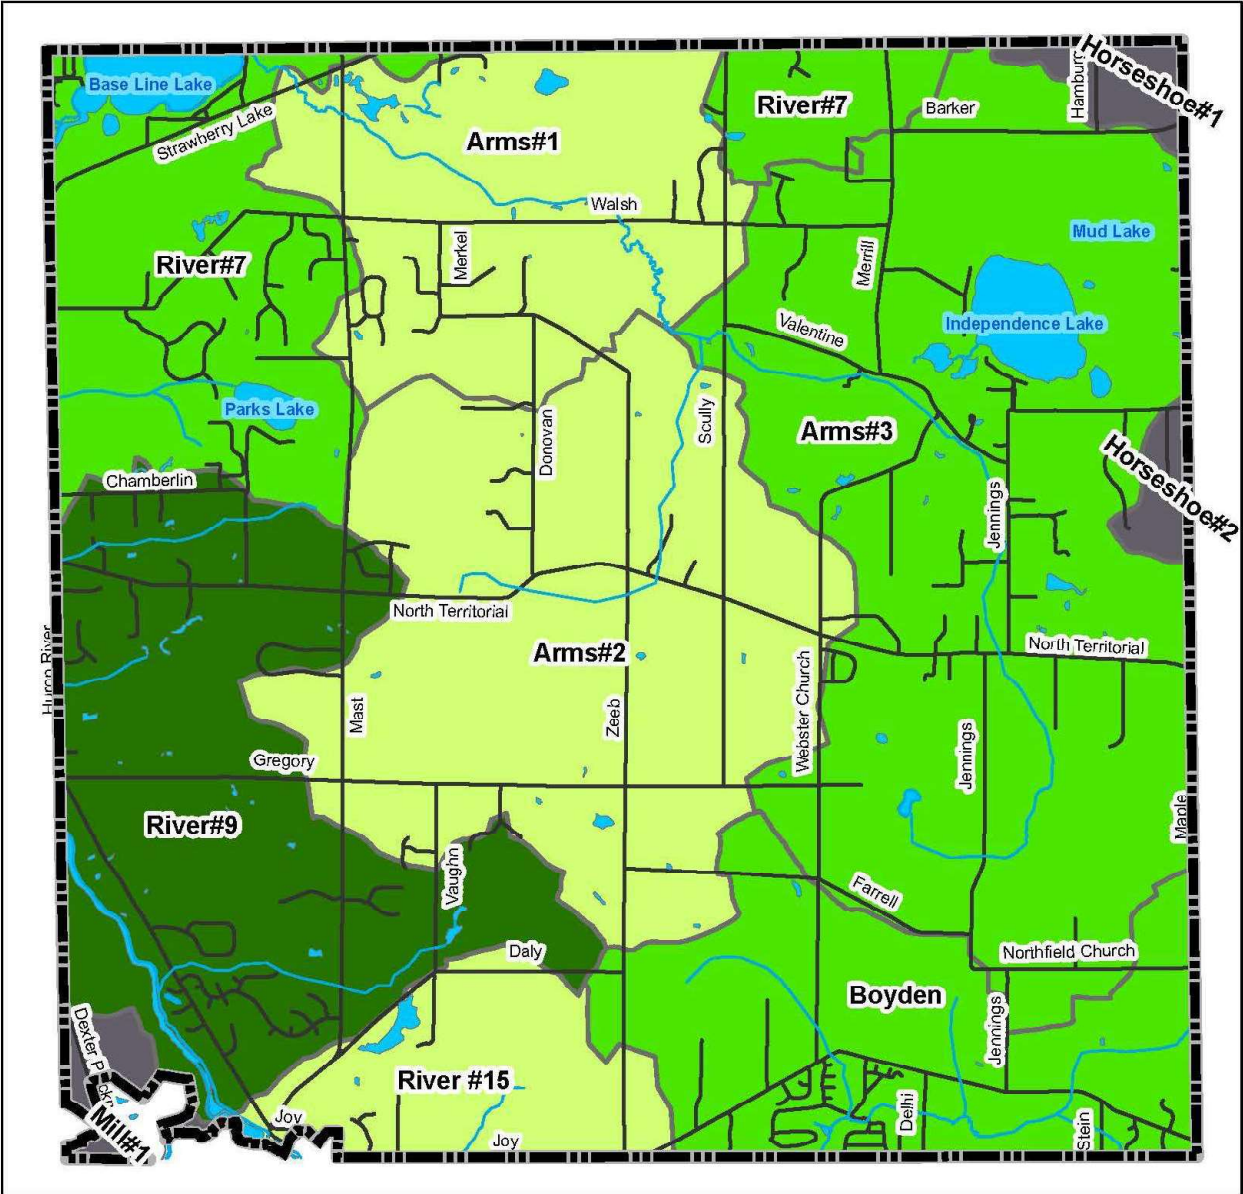 Horseshoe#1
Base Line Lake
Hamburg
River#7
Barker
Strawberry Lake
Arms#1
Walsh
Mud Lake
Merkel
Merrill
River#7
Independence Lake
Valentine
Parks Lake
Scully
Donovan
Arms#3
Horseshoe#2
Chamberlin
Jennings
North Territorial
Huron River
Arms#2
North Territorial
Mast
Zeeb
Webster Church
Jennings
Gregory
Maple
River#9
Vaughn
Farrell
Daly
Northfield Church
Boyden
Jennings
Dexter
River #15
Mill#1
Joy
Delhi
Stein
Joy